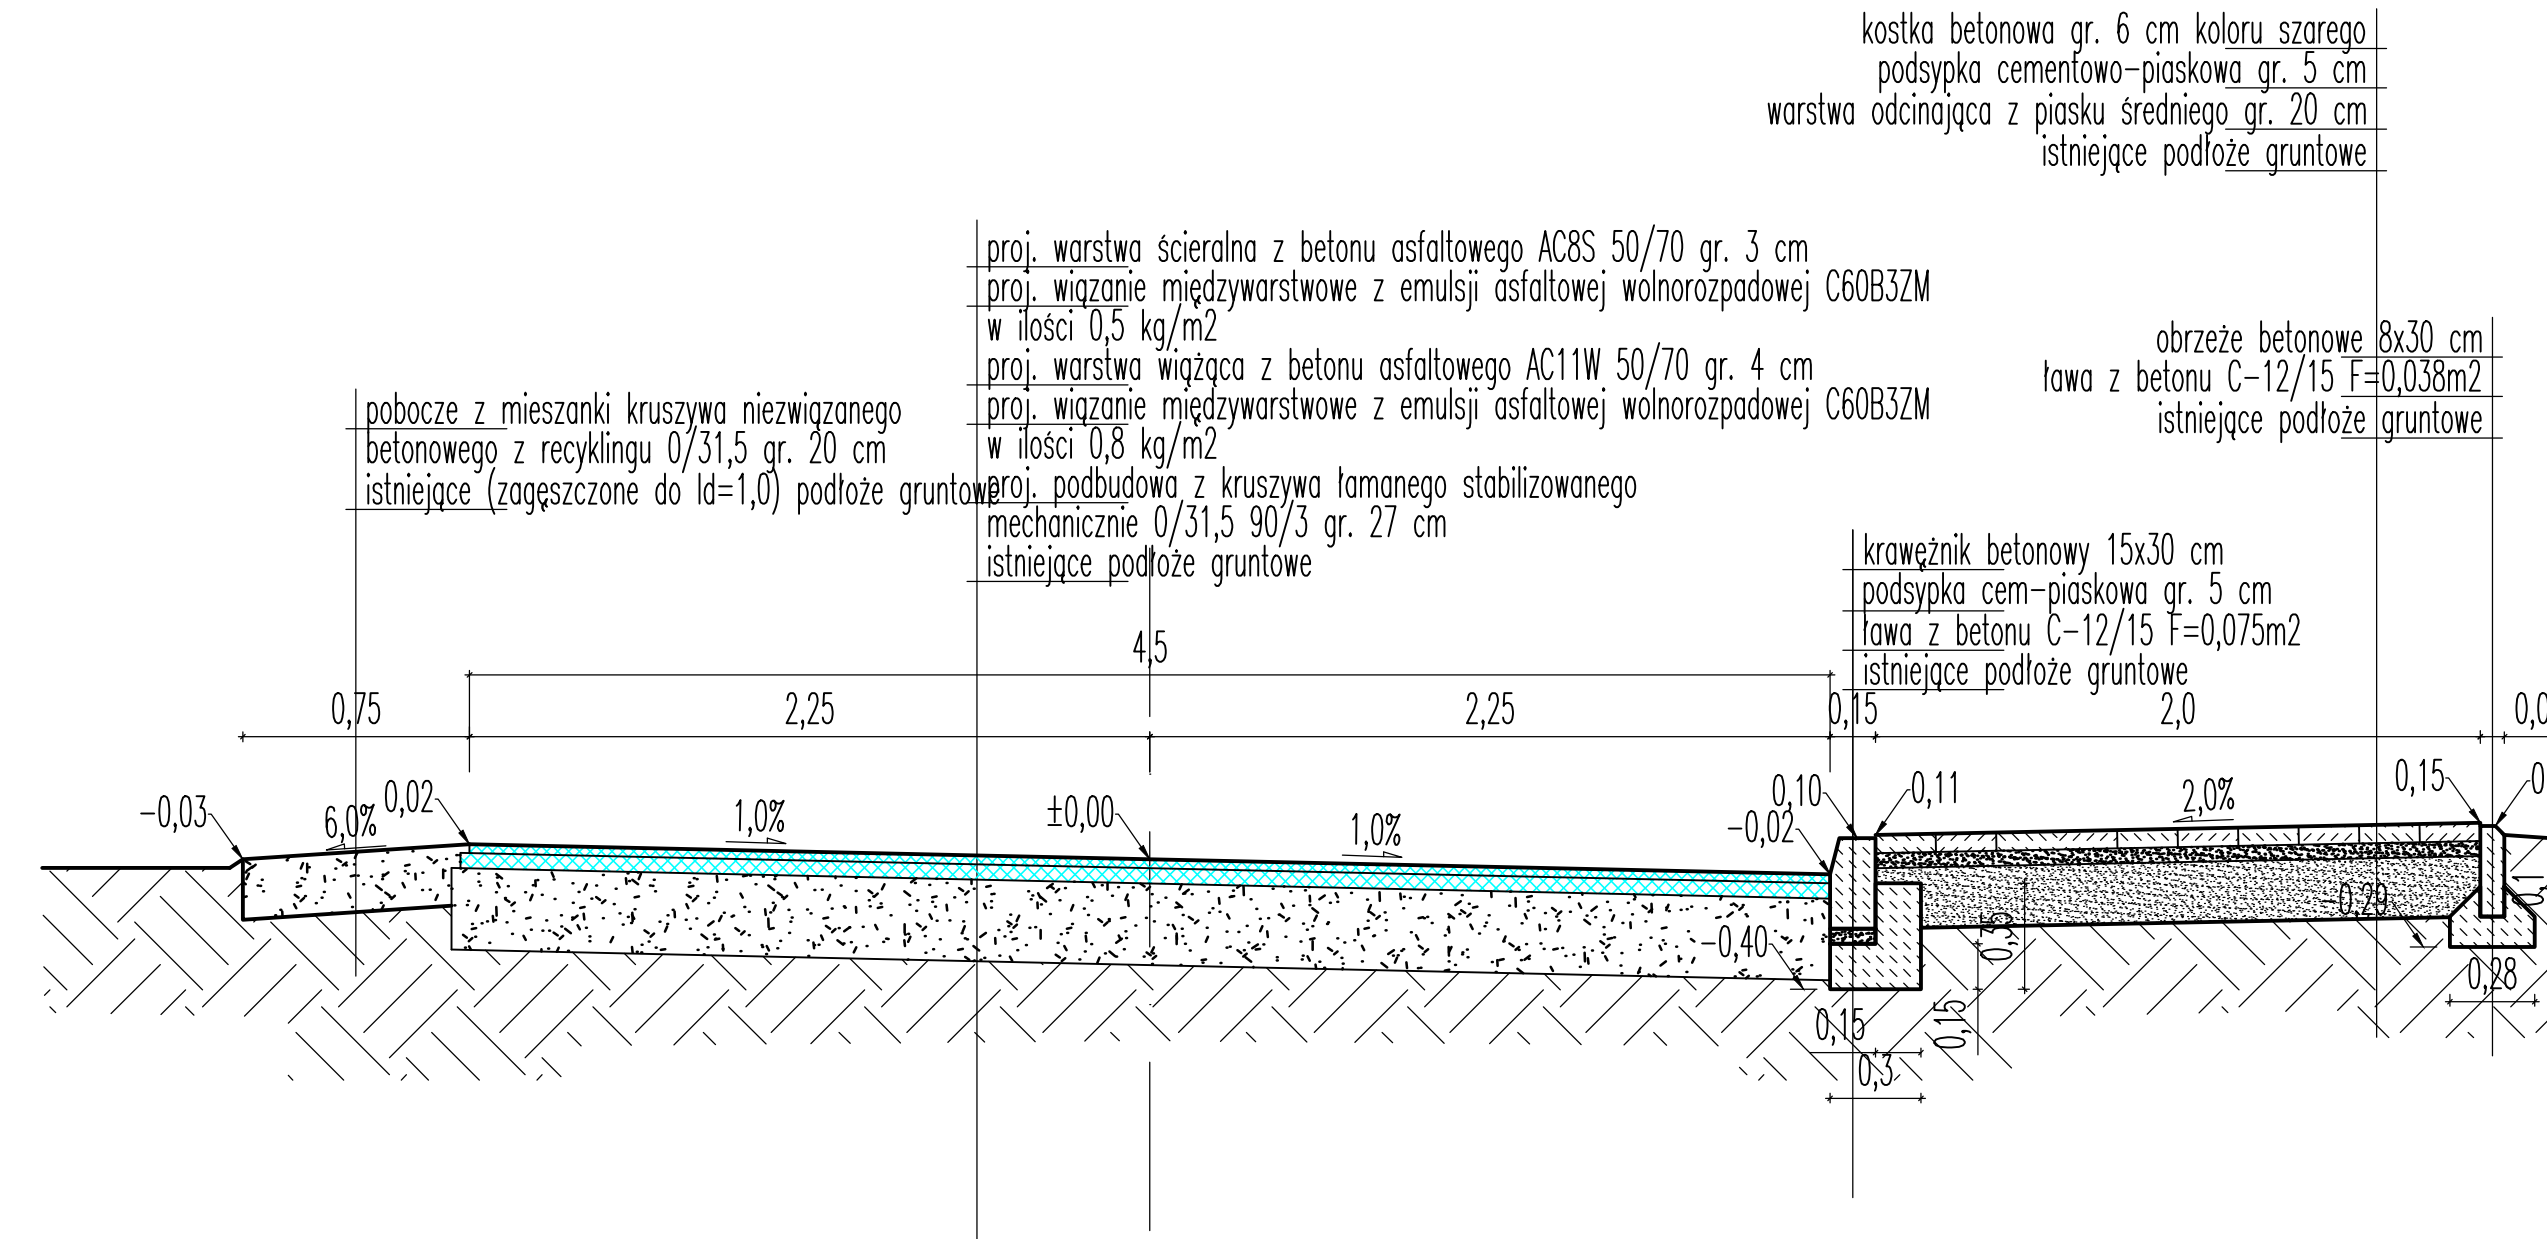 kostka betonowa gr. 6 cm koloru szarego
podsypka cementowo-piaskowa gr. 5 cm
warstwa odcinająca z piasku średniego gr. 20 cm
istniejące podłoże gruntowe
proj. warstwa ścieralna z betonu asfaltowego AC8S 50/70 gr. 3 cm
proj. wiązanie międzywarstwowe z emulsji asfaltowej wolnorozpadowej C60B3ZM
w ilości 0,5 kg/m2
proj. warstwa wiążąca z betonu asfaltowego AC11W 50/70 gr. 4 cm
proj. wiązanie międzywarstwowe z emulsji asfaltowej wolnorozpadowej C60B3ZM
w ilości 0,8 kg/m2
proj. podbudowa z kruszywa łamanego stabilizowanego
mechanicznie 0/31,5 90/3 gr. 27 cm
istniejące podłoże gruntowe
obrzeże betonowe 8x30 cm
ława z betonu C-12/15 F=0,038m2
istniejące podłoże gruntowe
pobocze z mieszanki kruszywa niezwiązanego
betonowego z recyklingu 0/31,5 gr. 20 cm
istniejące (zagęszczone do Id=1,0) podłoże gruntowe
krawężnik betonowy 15x30 cm
podsypka cem-piaskowa gr. 5 cm
ława z betonu C-12/15 F=0,075m2
istniejące podłoże gruntowe
4,5
0,75
2,25
2,25
0,15
2,0
-0,03
6,0%
0,02
1,0%
±0,00
1,0%
-0,02
0,10
0,11
2,0%
0,15
-0,40
-0,29
0,35
0,28
0,15
0,15
0,3